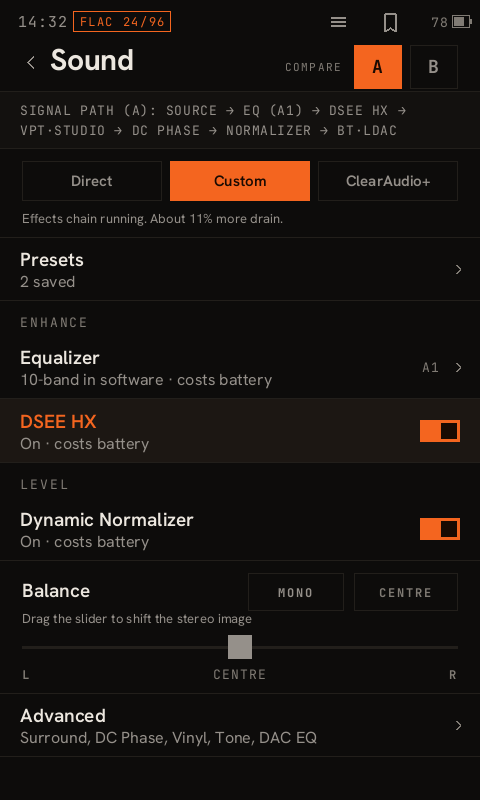 14:32 FLAC 24/96 78
Sound COMPARE A B
SIGNAL PATH (A): SOURCE → EQ (A1) → DSEE HX →
VPT·STUDIO → DC PHASE → NORMALIZER → BT·LDAC
Direct Custom ClearAudio+
Effects chain running. About 11% more drain.
Presets
2 saved
ENHANCE
Equalizer A1
10-band in software · costs battery
DSEE HX
On · costs battery
LEVEL
Dynamic Normalizer
On · costs battery
Balance MONO CENTRE
Drag the slider to shift the stereo image
L CENTRE R
Advanced
Surround, DC Phase, Vinyl, Tone, DAC EQ